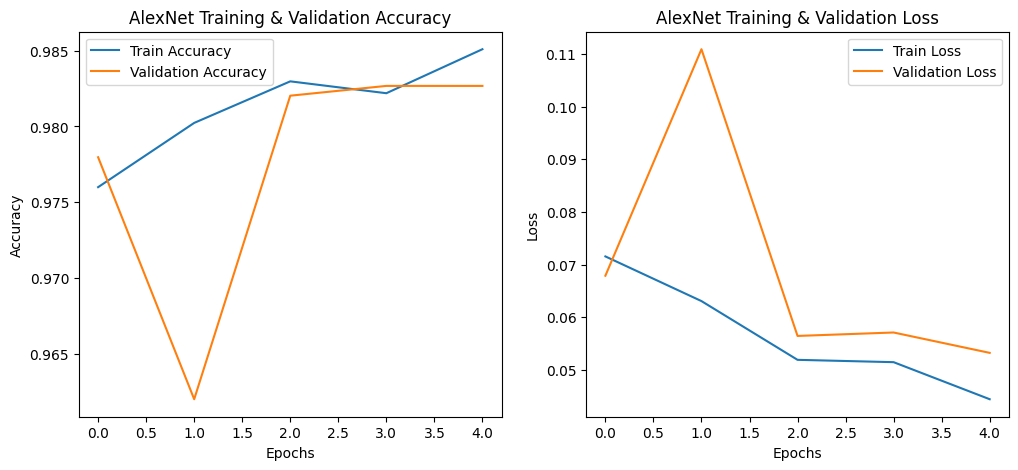 AlexNet Training & Validation Accuracy
Train Accuracy
Validation Accuracy
Accuracy
0.985
0.980
0.975
0.970
0.965
0.0 0.5 1.0 1.5 2.0 2.5 3.0 3.5 4.0
Epochs
AlexNet Training & Validation Loss
Train Loss
Validation Loss
Loss
0.11
0.10
0.09
0.08
0.07
0.06
0.05
0.0 0.5 1.0 1.5 2.0 2.5 3.0 3.5 4.0
Epochs